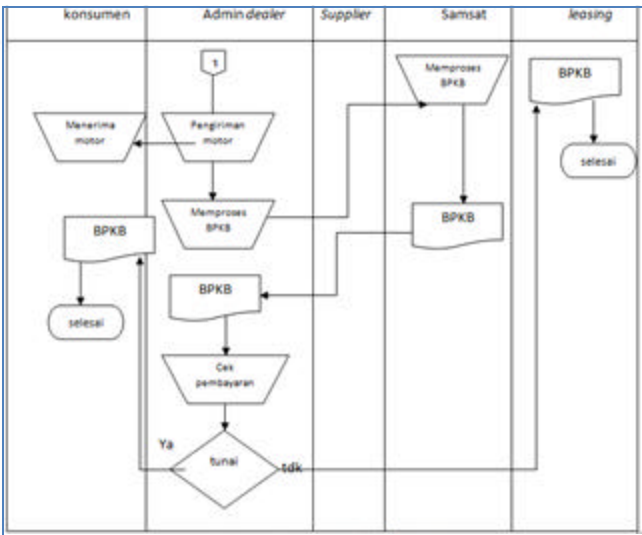 konsumen
Admin dealer
Supplier
Samsat
leasing
1
Memproses
BPKB
BPKB
Menerima
motor
Pengiriman
motor
selesai
Memproses
BPKB
BPKB
BPKB
BPKB
selesai
Cek
pembayaran
Ya
tunai
tdk